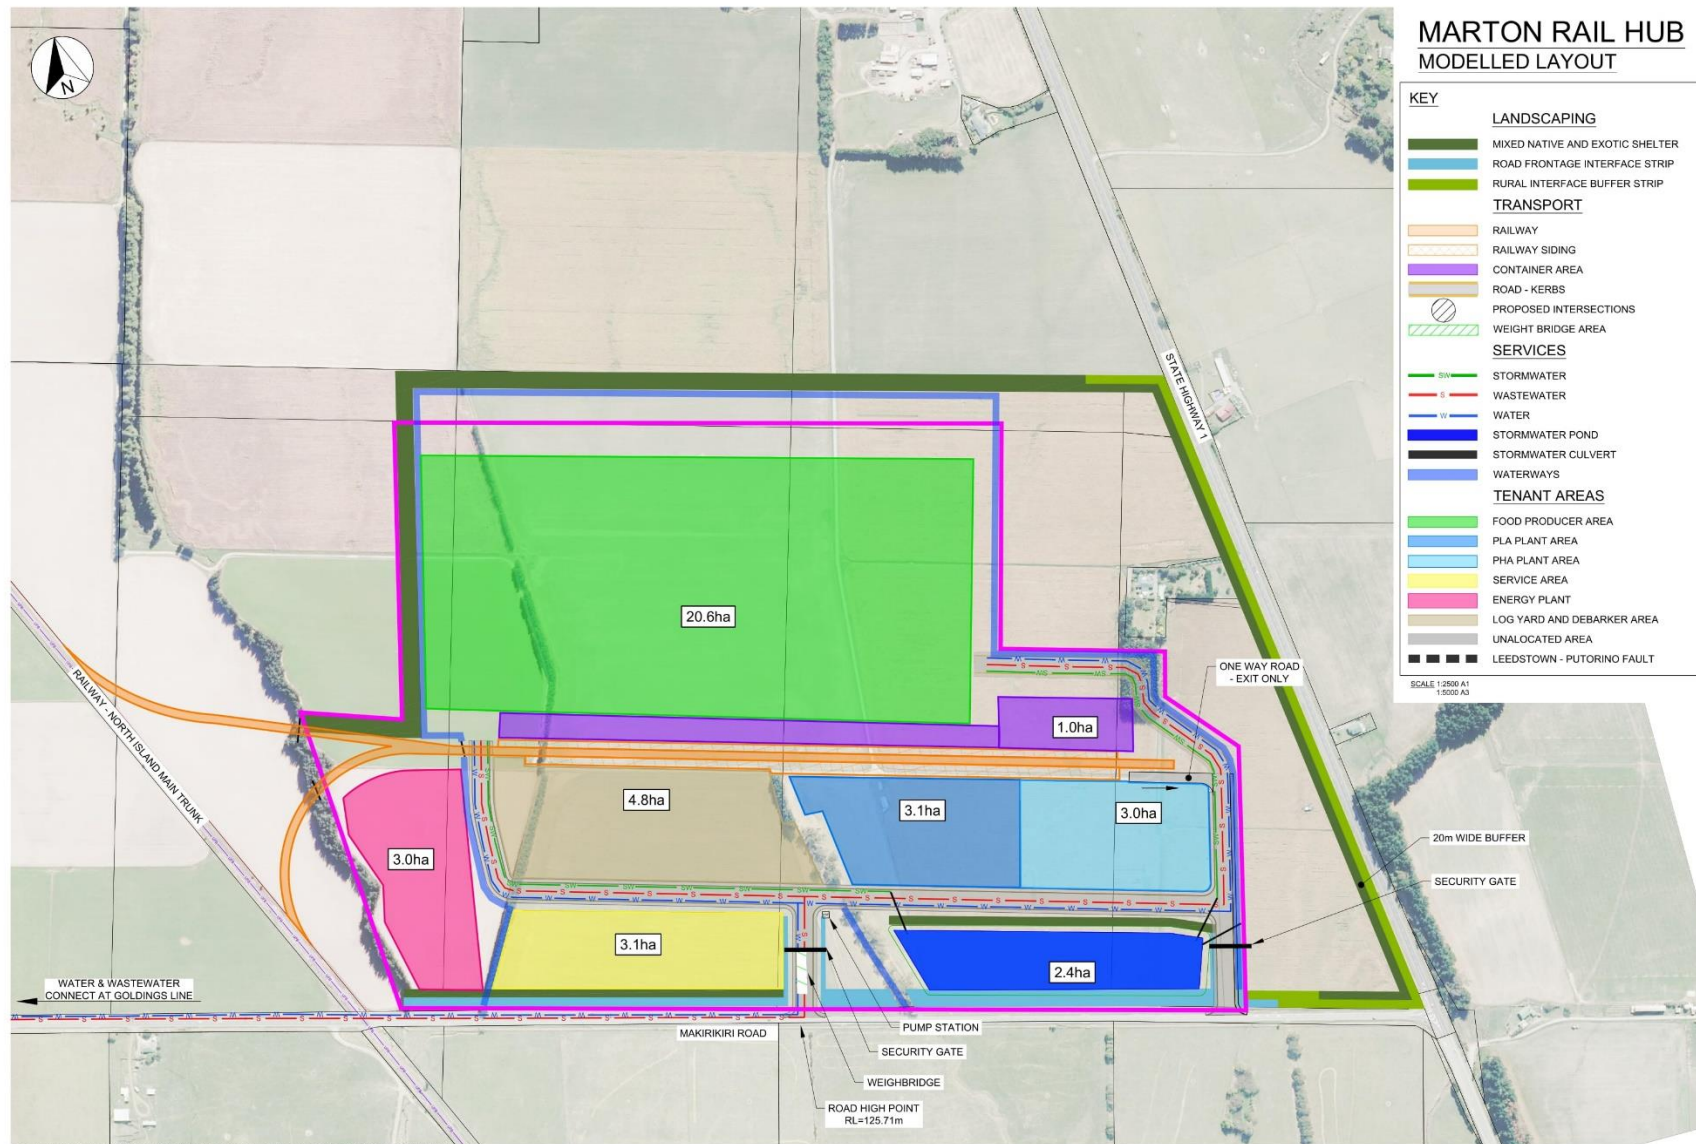 MARTON RAIL HUB
MODELLED LAYOUT
KEY
LANDSCAPING
MIXED NATIVE AND EXOTIC SHELTER
ROAD FRONTAGE INTERFACE STRIP
RURAL INTERFACE BUFFER STRIP
TRANSPORT
RAILWAY
RAILWAY SIDING
CONTAINER AREA
ROAD - KERBS
PROPOSED INTERSECTIONS
WEIGHT BRIDGE AREA
SERVICES
SW STORMWATER
S WASTEWATER
W WATER
STORMWATER POND
STORMWATER CULVERT
WATERWAYS
TENANT AREAS
FOOD PRODUCER AREA
PLA PLANT AREA
PHA PLANT AREA
SERVICE AREA
ENERGY PLANT
LOG YARD AND DEBARKER AREA
UNALOCATED AREA
LEEDSTOWN - PUTORINO FAULT
SCALE 1:2500 A1
1:5000 A3
N
STATE HIGHWAY 1
20.6ha
ONE WAY ROAD
- EXIT ONLY
1.0ha
RAILWAY - NORTH ISLAND MAIN TRUNK
4.8ha
3.1ha
3.0ha
3.0ha
20m WIDE BUFFER
SECURITY GATE
3.1ha
2.4ha
WATER & WASTEWATER
CONNECT AT GOLDINGS LINE
MAKIRIKIRI ROAD
PUMP STATION
SECURITY GATE
WEIGHBRIDGE
ROAD HIGH POINT
RL=125.71m